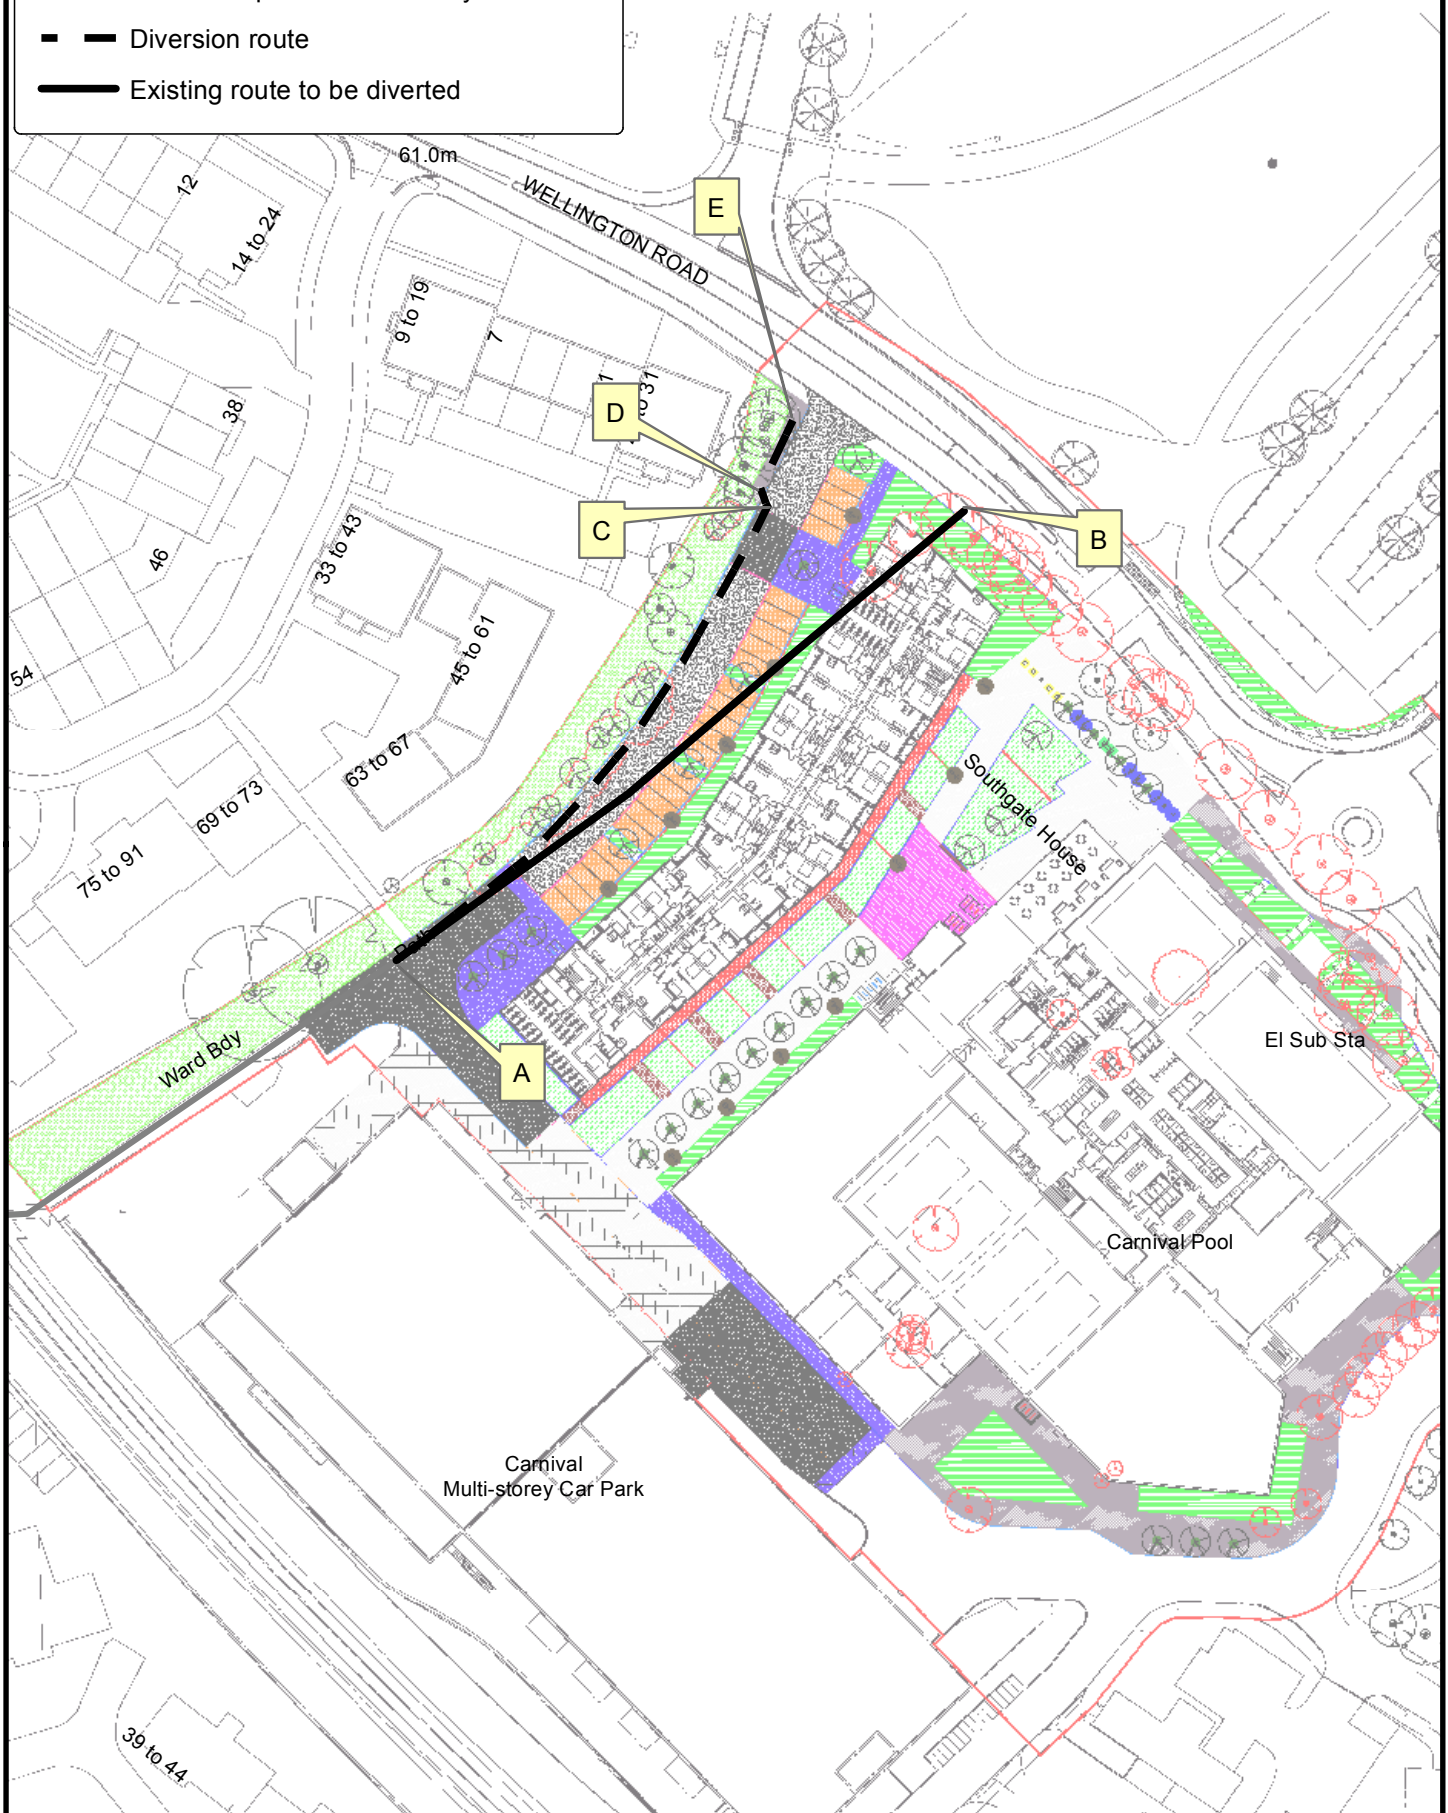 Diversion route
Existing route to be diverted
61.0m
WELLINGTON ROAD
E
12
14 to 24
9 to 19
7
1
31
D
38
C
B
33 to 43
46
45 to 61
54
63 to 67
69 to 73
75 to 91
Southgate House
A
Ward Bdy
El Sub Sta
Carnival Pool
Carnival
Multi-storey Car Park
39 to 44